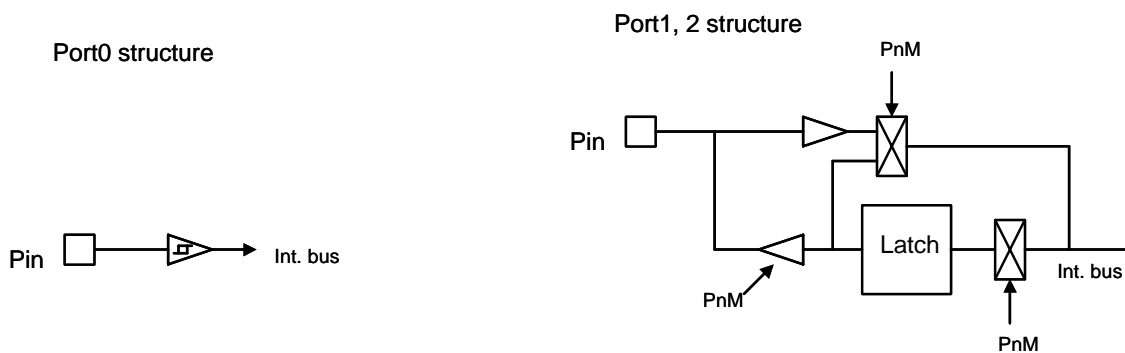 Port0 structure
Pin
Int. bus
Port1, 2 structure
PnM
Pin
Latch
Int. bus
PnM
PnM